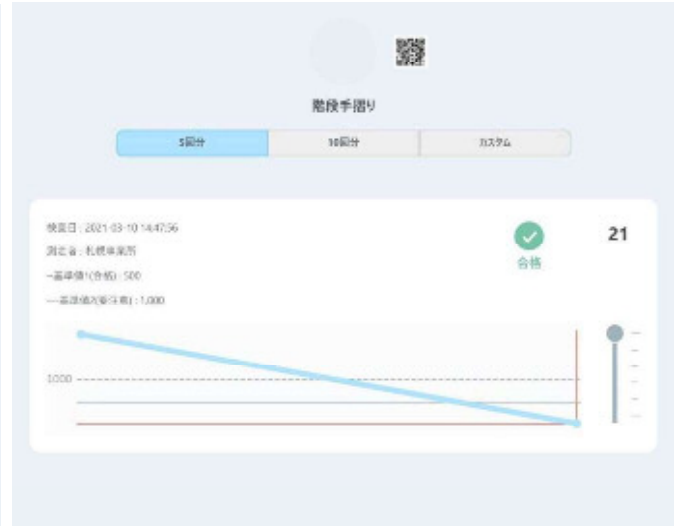 階段手摺り
5回分 10回分 カスタム
検査日 : 2021-03-10 14:47:56
測定者 : 札幌事業所
合格
21
基準値1(合格) : 500
基準値2(要注意) : 1,000
1000